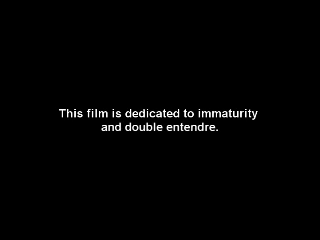 This film is dedicated to immaturity
and double entendre.